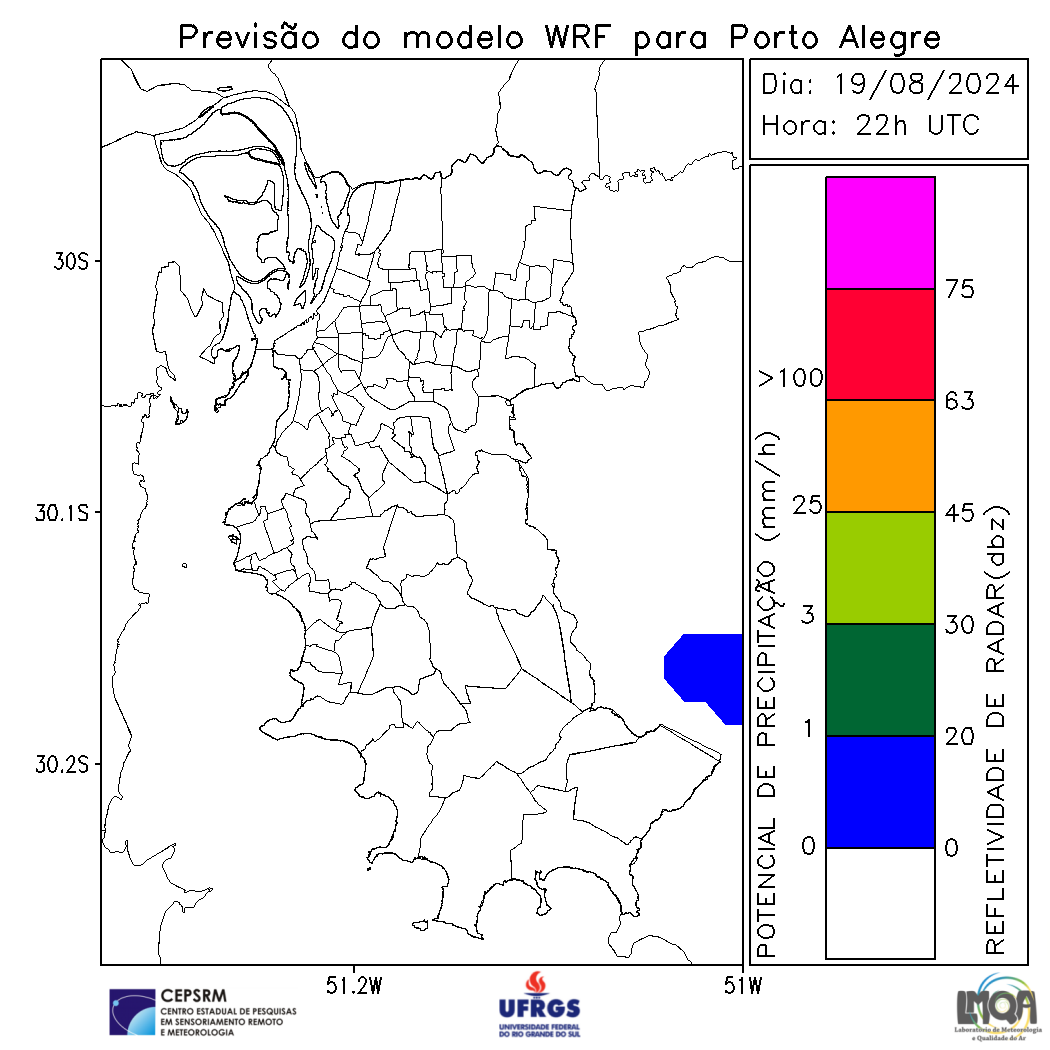 Previsão do modelo WRF para Porto Alegre
Dia: 19/08/2024
Hora: 22h UTC
30S
30.1S
30.2S
51.2W
51W
POTENCIAL DE PRECIPITAÇÃO (mm/h)
>100
25
3
1
0
75
63
45
30
20
0
REFLETIVIDADE DE RADAR(dbz)
CEPSRM
CENTRO ESTADUAL DE PESQUISAS
EM SENSORIAMENTO REMOTO
E METEOROLOGIA
UFRGS
UNIVERSIDADE FEDERAL
DO RIO GRANDE DO SUL
LMQA
Laboratório de Meteorologia
e Qualidade do Ar